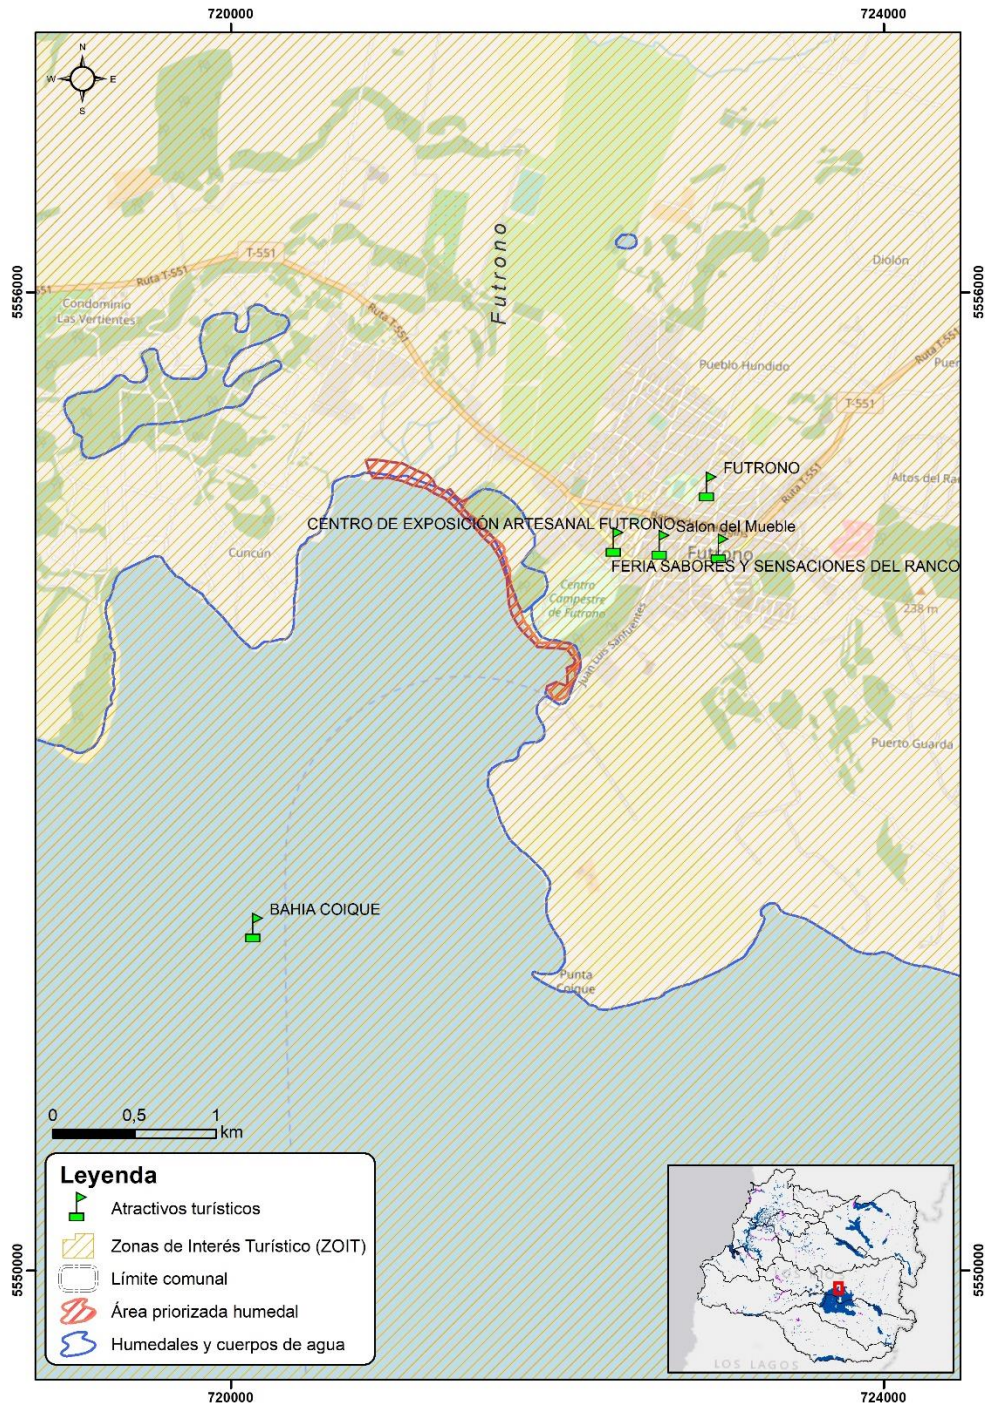 720000
724000
N
W
E
S
Futrono
T-551
Ruta T-551
Diolón
5556000
5556000
Condominio
Las Vertientes
Ruta T-551
Ruta T-551
Pueblo Hundido
T-551
FUTRONO
Ruta T-551
Altos del Ra
CENTRO DE EXPOSICIÓN ARTESANAL FUTRONO
Salon del Mueble
Cuncún
Futrono
FERIA SABORES Y SENSACIONES DEL RANCO
Centro
Campestre
de Futrono
238 m
Juan Luis Sanfuentes
Puerto Guarda
BAHIA COIQUE
Punta
Coique
0 0,5 1
km
Leyenda
Atractivos turísticos
Zonas de Interés Turístico (ZOIT)
Límite comunal
Área priorizada humedal
Humedales y cuerpos de agua
5550000
5550000
LOS LAGOS
720000
724000